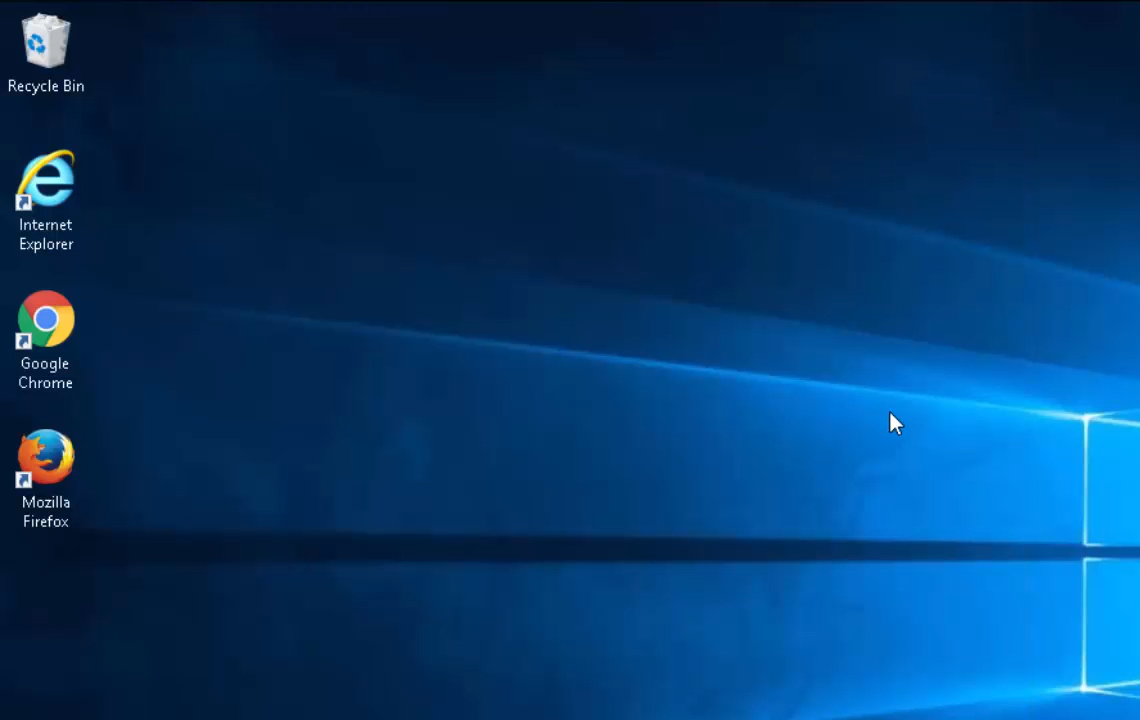 Recycle Bin
Internet
Explorer
Google
Chrome
Mozilla
Firefox